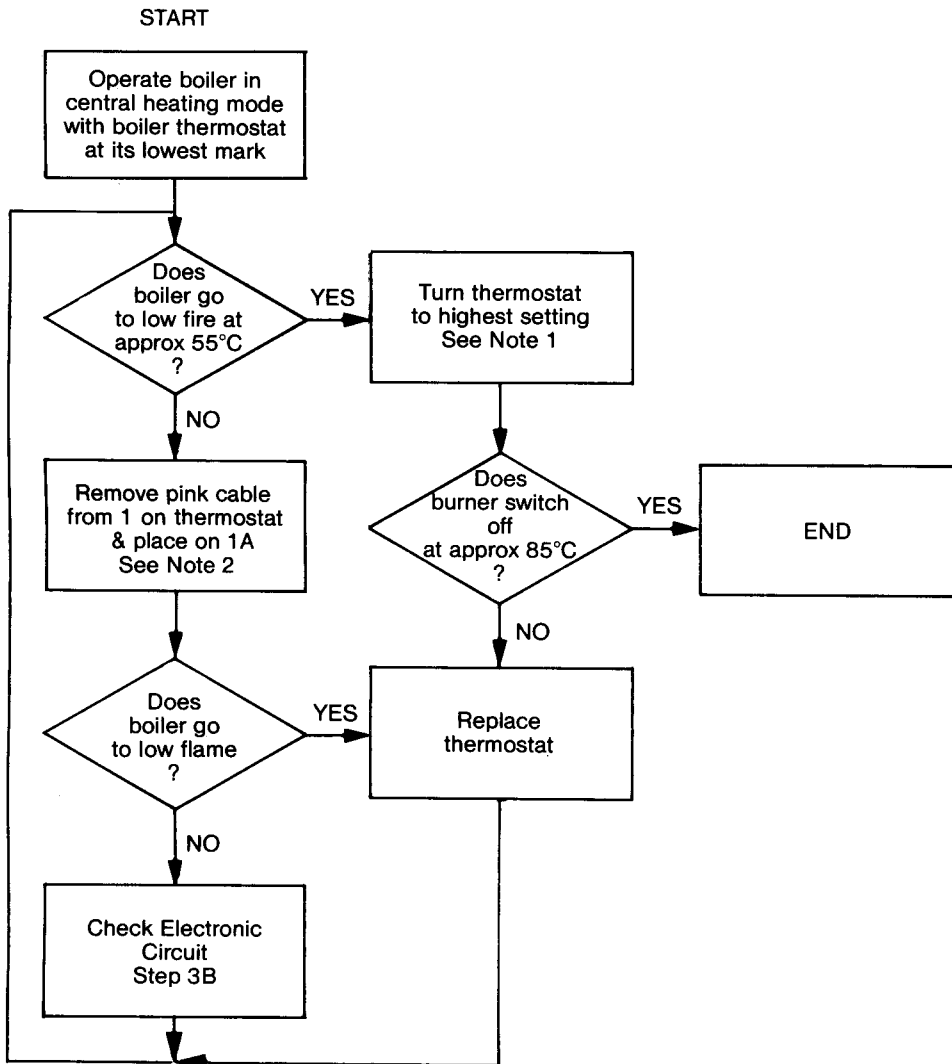 START
Operate boiler in
central heating mode
with boiler thermostat
at its lowest mark
Does
boiler go
to low fire at
approx 55°C
?
YES
Turn thermostat
to highest setting
See Note 1
NO
Remove pink cable
from 1 on thermostat
& place on 1A
See Note 2
Does
burner switch
off
at approx 85°C
?
YES
END
NO
Does
boiler go
to low flame
?
YES
Replace
thermostat
NO
Check Electronic
Circuit
Step 3B